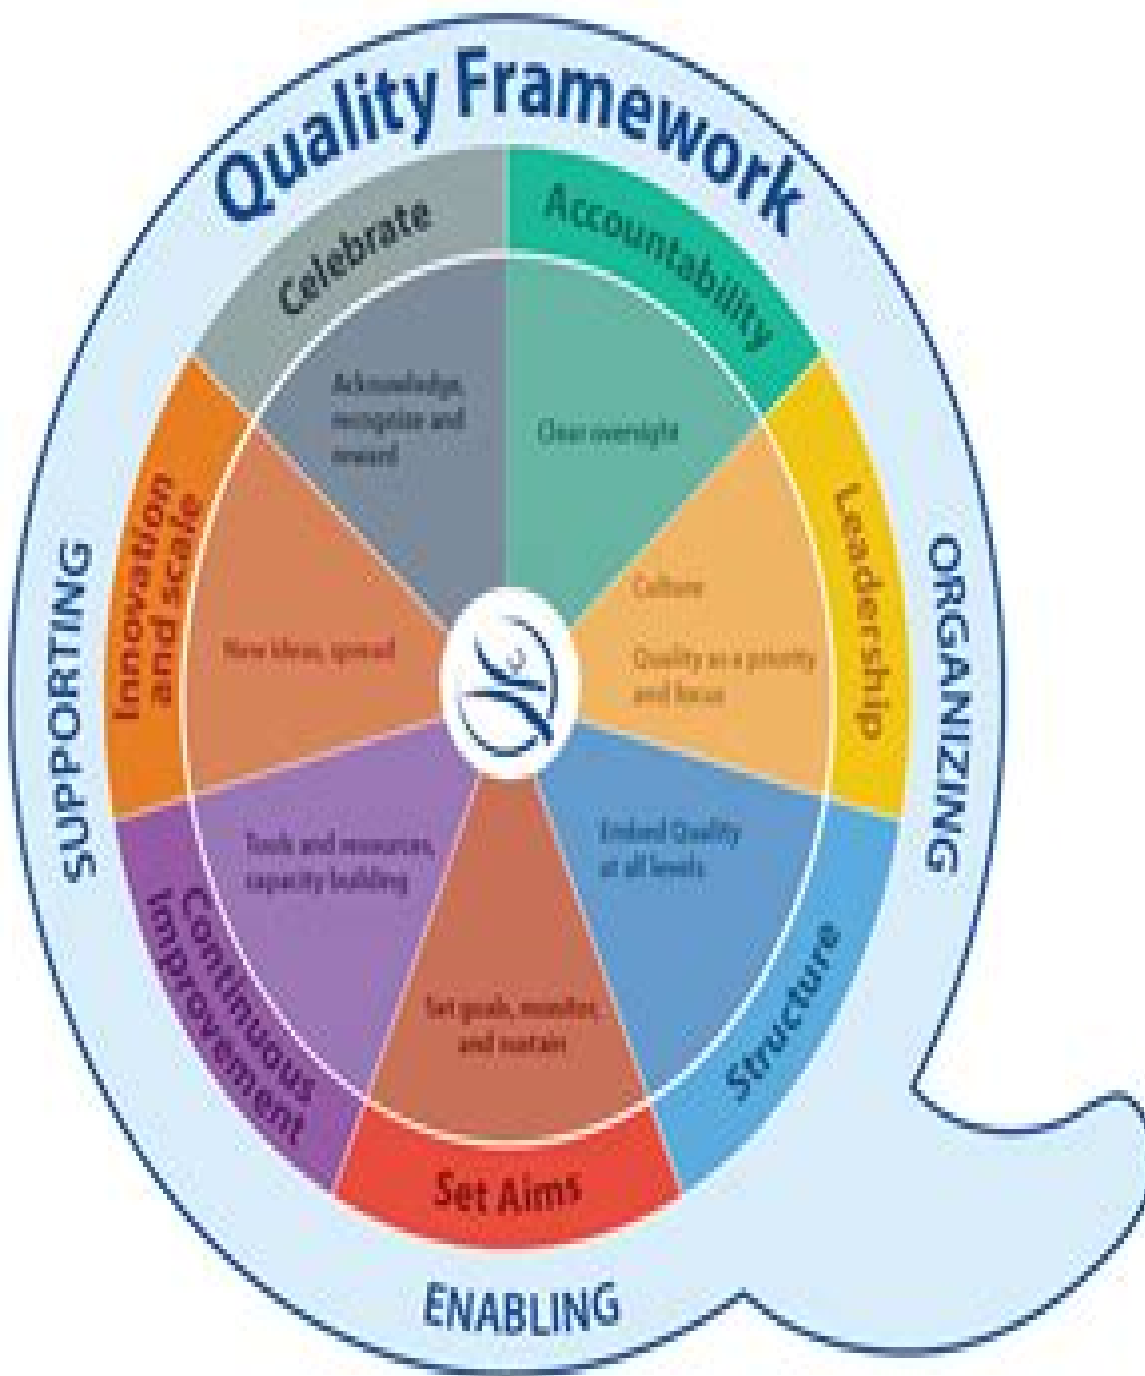 Quality Framework
Celebrate
Acknowledge,
recognize and
reward
Accountability
Clear oversight
Leadership
Culture
Quality as a priority
and focus
Structure
Embed Quality
at all levels
Set Aims
Set goals, monitor,
and sustain
Continuous
Improvement
Tools and resources,
capacity building
Innovation
and scale
New ideas, spread
SUPPORTING
ORGANIZING
ENABLING